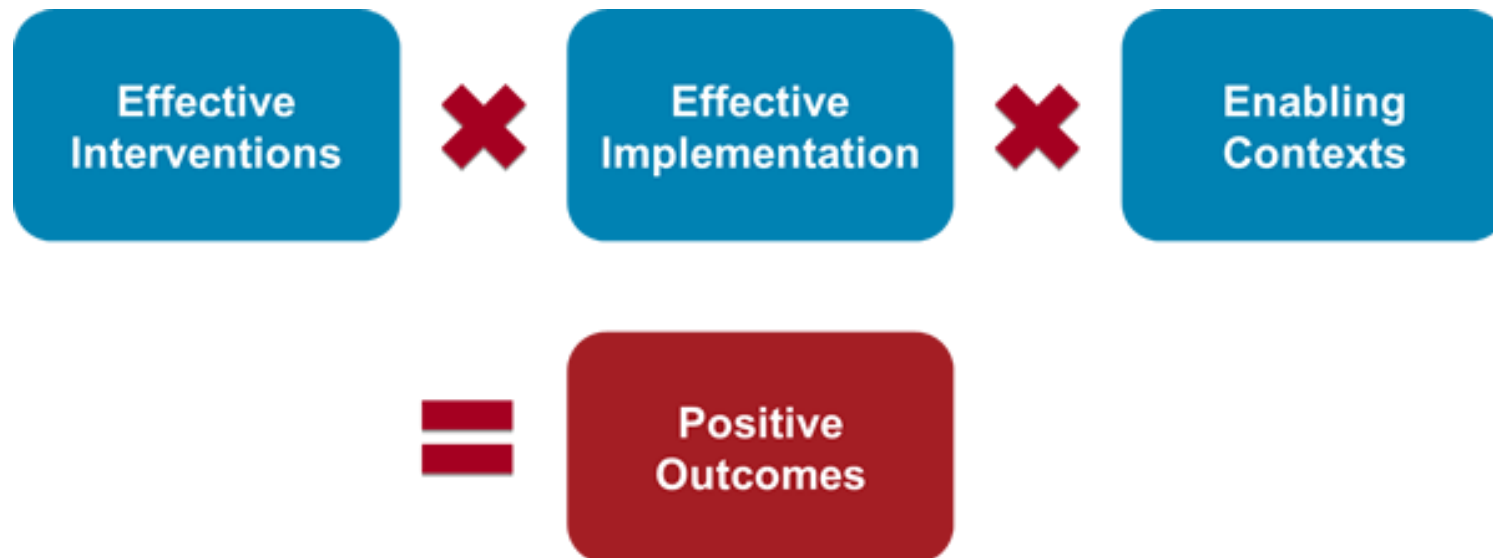 Effective
Interventions
Effective
Implementation
Enabling
Contexts
Positive
Outcomes